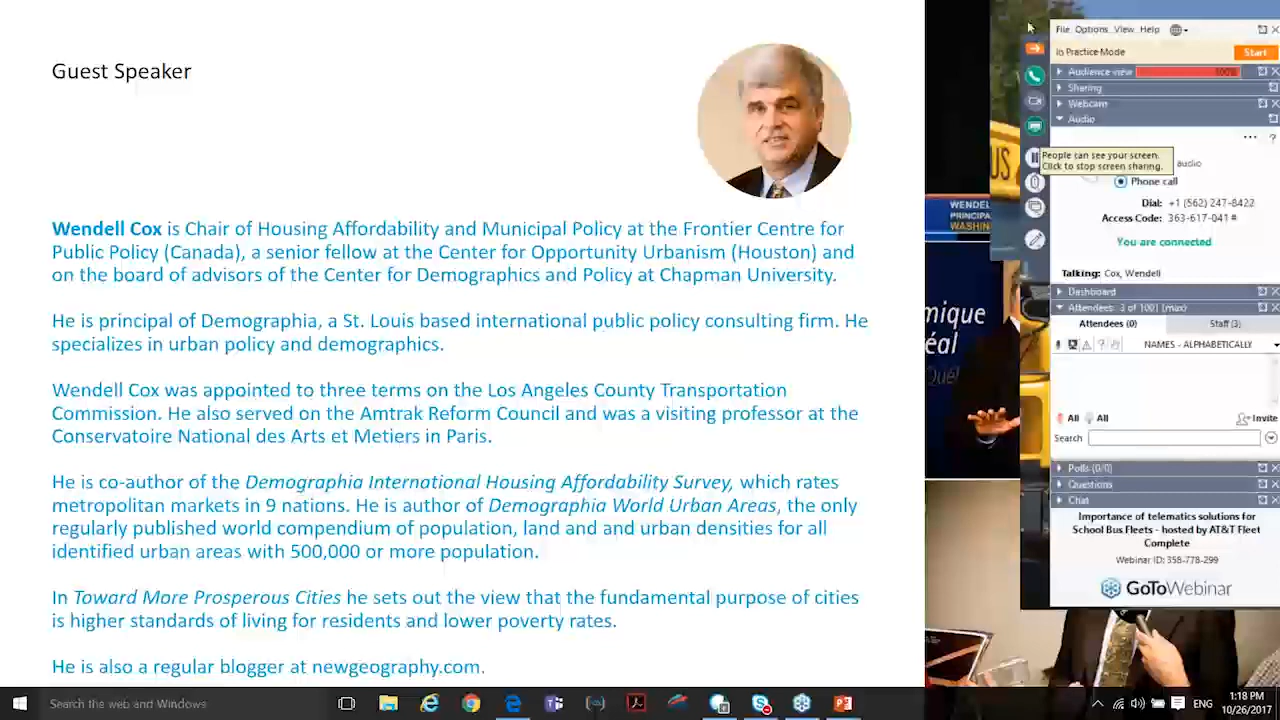 Guest Speaker
Wendell Cox is Chair of Housing Affordability and Municipal Policy at the Frontier Centre for
Public Policy (Canada), a senior fellow at the Center for Opportunity Urbanism (Houston) and
on the board of advisors of the Center for Demographics and Policy at Chapman University.
He is principal of Demographia, a St. Louis based international public policy consulting firm. He
specializes in urban policy and demographics.
Wendell Cox was appointed to three terms on the Los Angeles County Transportation
Commission. He also served on the Amtrak Reform Council and was a visiting professor at the
Conservatoire National des Arts et Metiers in Paris.
He is co-author of the Demographia International Housing Affordability Survey, which rates
metropolitan markets in 9 nations. He is author of Demographia World Urban Areas, the only
regularly published world compendium of population, land and and urban densities for all
identified urban areas with 500,000 or more population.
In Toward More Prosperous Cities he sets out the view that the fundamental purpose of cities
is higher standards of living for residents and lower poverty rates.
He is also a regular blogger at newgeography.com.
US
WENDEL
PRINCIPA
WASHING
mique
éal
Qué
File Options View Help
In Practice Mode
Start
Audience view 100%
Sharing
Webcam
Audio
... ?
People can see your screen.
Click to stop screen sharing.
audio
Phone call
Dial: +1 (562) 247-8422
Access Code: 363-617-041 #
You are connected
Talking: Cox, Wendell
Dashboard
Attendees: 3 of 1001 (max)
Attendees (0) Staff (3)
NAMES - ALPHABETICALLY
All All Invite
Search
Polls (0/0)
Questions
Chat
Importance of telematics solutions for
School Bus Fleets - hosted by AT&T Fleet
Complete
Webinar ID: 358-778-299
GoToWebinar
Search the web and Windows
ENG
1:18 PM
10/26/2017